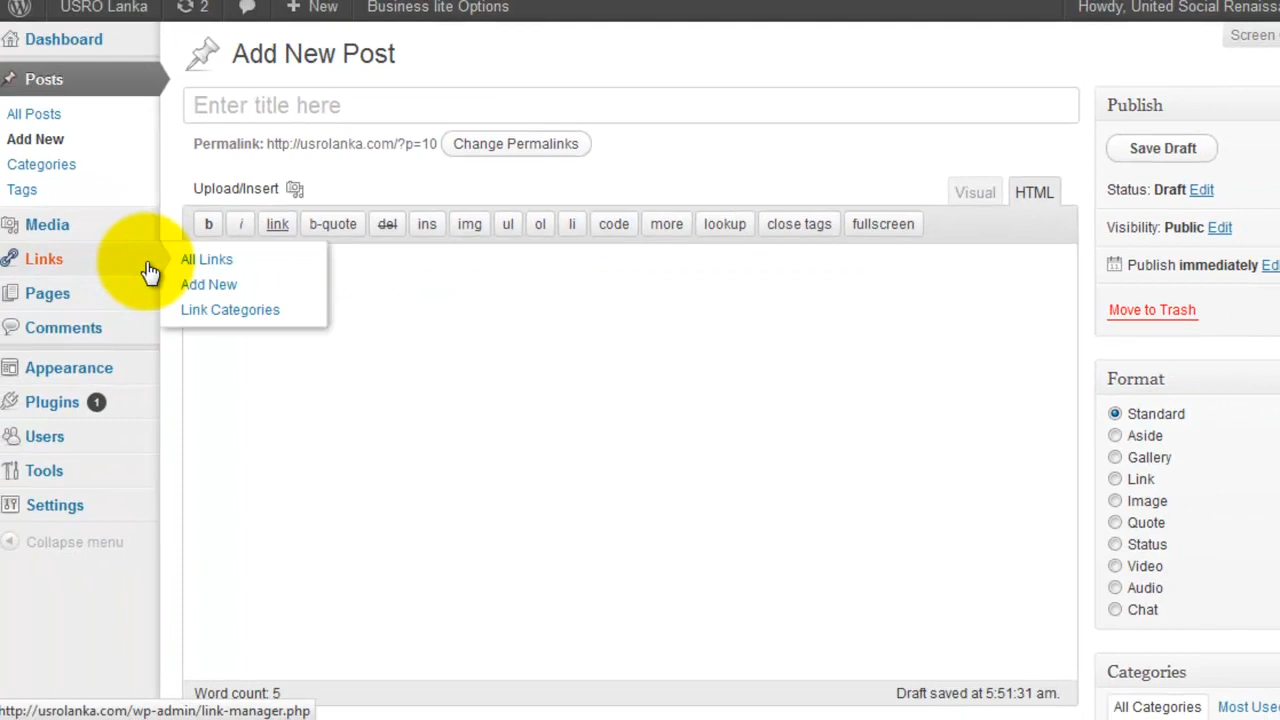 USRO Lanka 2 New Business lite Options Howdy, United Social
Dashboard
Posts
All Posts
Add New
Categories
Tags
Media
Links
Pages
Comments
Appearance
Plugins 1
Users
Tools
Settings
Collapse menu
All Links
Add New
Link Categories
Screen
Add New Post
Enter title here
Permalink: http://usrolanka.com/?p=10 Change Permalinks
Upload/Insert
Visual HTML
b i link b-quote del ins img ul ol li code more lookup close tags fullscreen
Word count: 5 Draft saved at 5:51:31 am.
Publish
Save Draft
Status: Draft Edit
Visibility: Public Edit
Publish immediately
Move to Trash
Format
Standard
Aside
Gallery
Link
Image
Quote
Status
Video
Audio
Chat
Categories
All Categories Most
http://usrolanka.com/wp-admin/link-manager.php